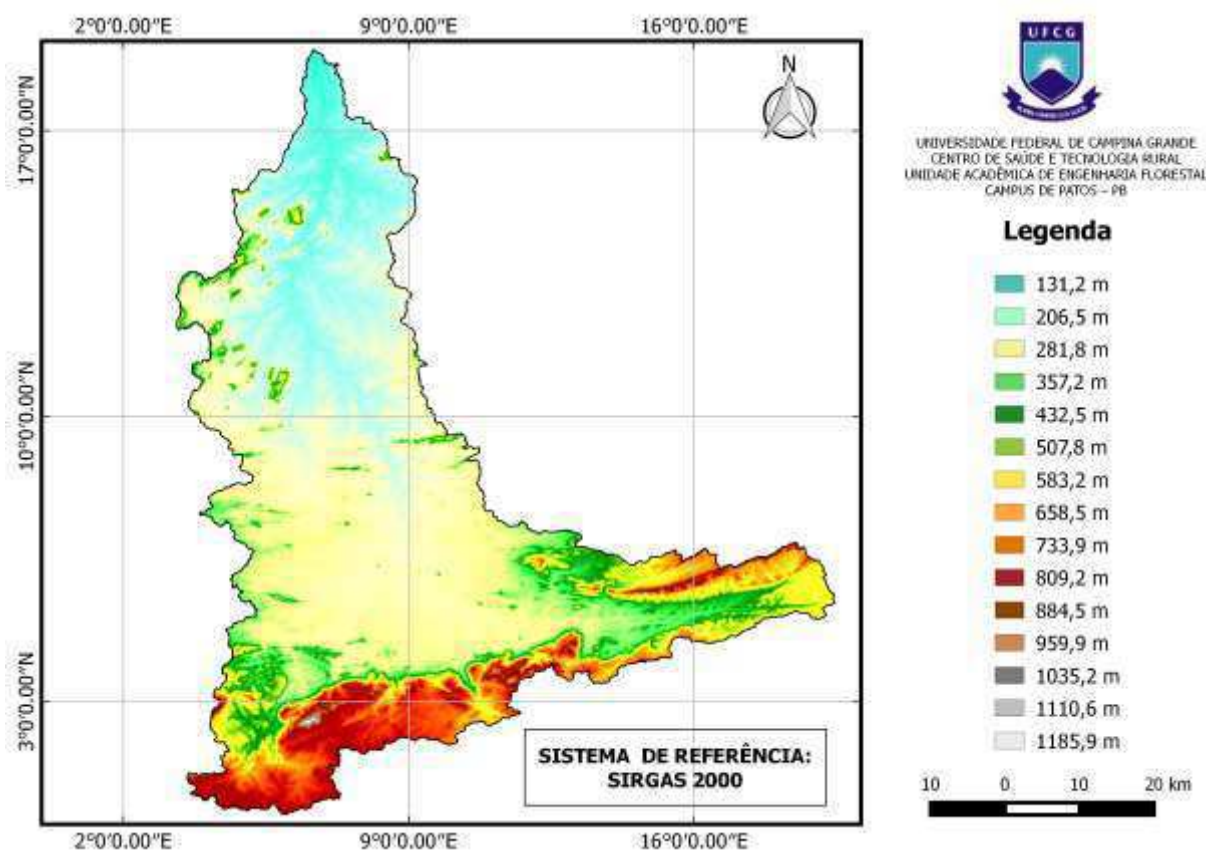 2°0'0.00"E
9°0'0.00"E
16°0'0.00"E
17°0'0.00"N
10°0'0.00"N
3°0'0.00"N
N
SISTEMA DE REFERÊNCIA:
SIRGAS 2000
2°0'0.00"E
9°0'0.00"E
16°0'0.00"E
UFCG
UNIVERSIDADE FEDERAL DE CAMPINA GRANDE
CENTRO DE SAÚDE E TECNOLOGIA RURAL
UNIDADE ACADÊMICA DE ENGENHARIA FLORESTAL
CAMPUS DE PATOS – PB
Legenda
131,2 m
206,5 m
281,8 m
357,2 m
432,5 m
507,8 m
583,2 m
658,5 m
733,9 m
809,2 m
884,5 m
959,9 m
1035,2 m
1110,6 m
1185,9 m
10 0 10 20 km